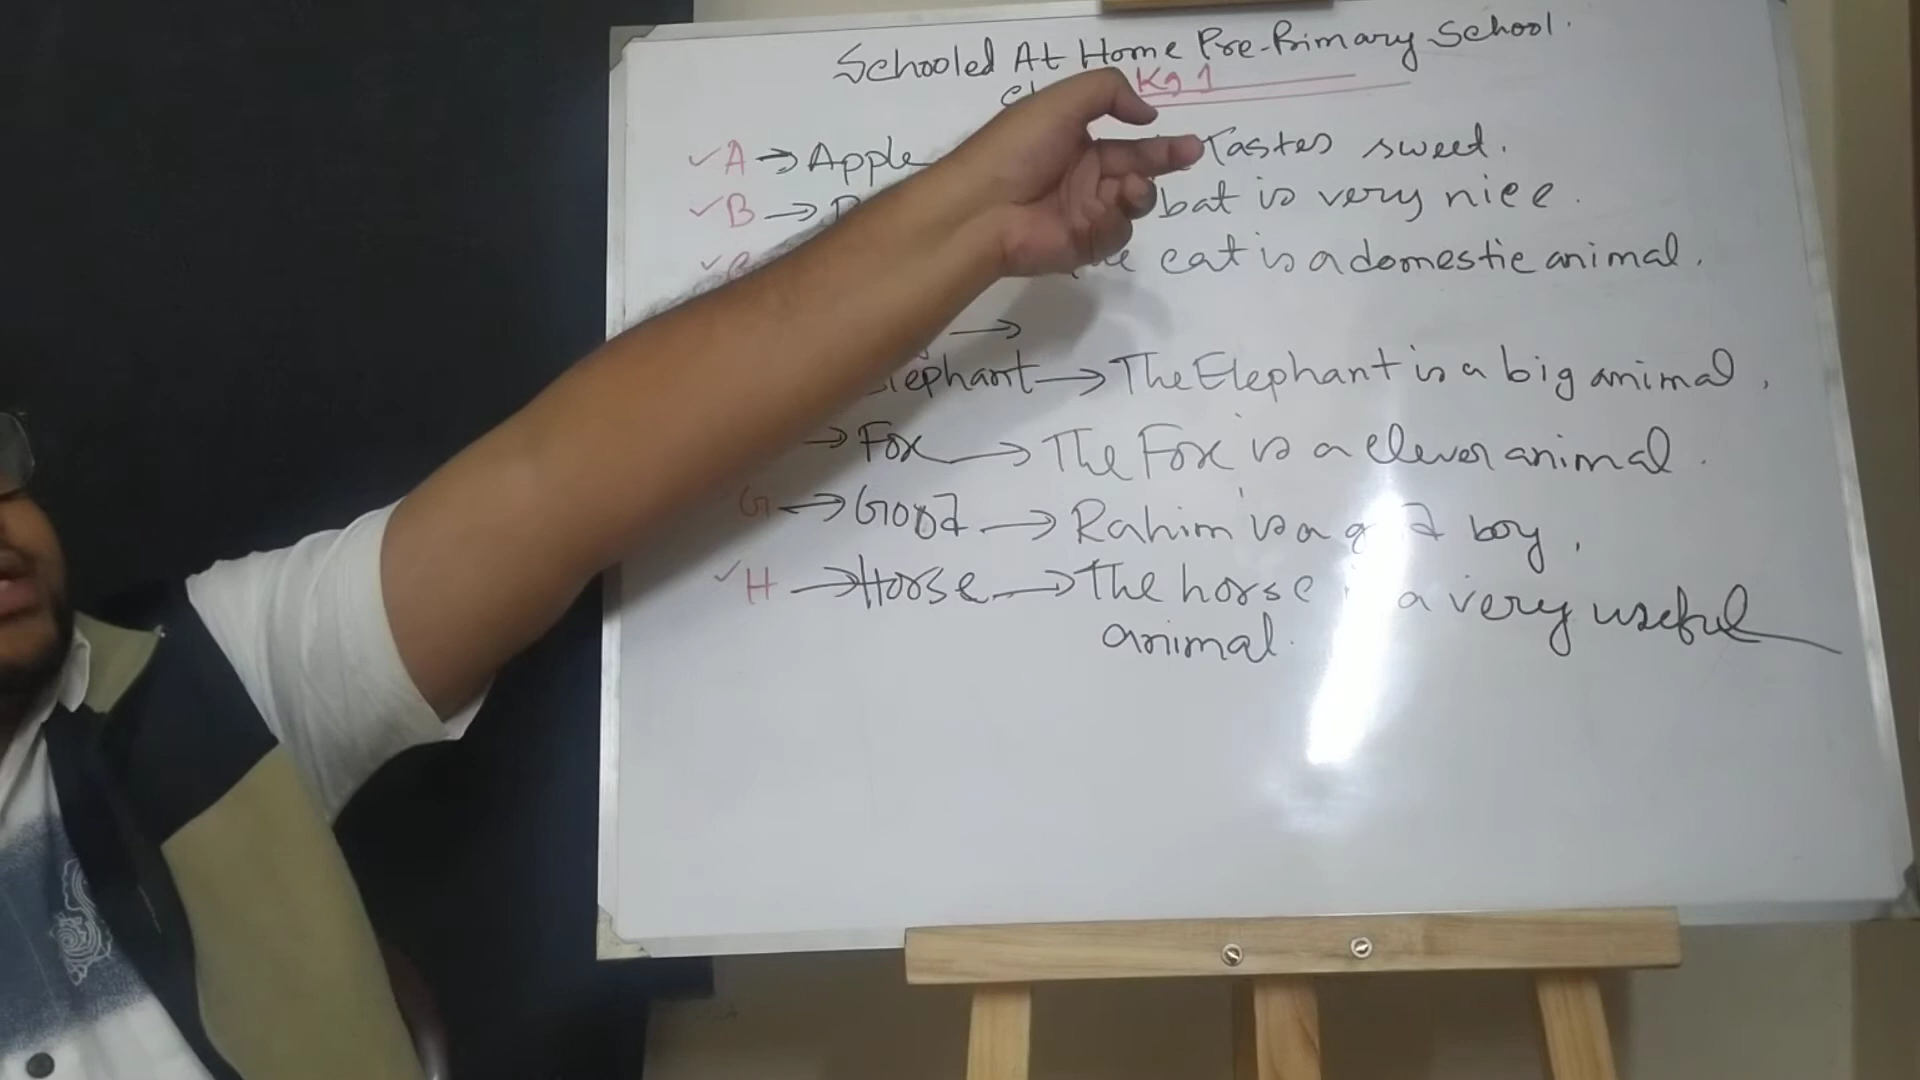 Schooled At Home Pre-Primary School.
Kg 1
A → Apple Tastes sweet.
B → bat is very nice.
cat is a domestic animal.
→
Elephant → The Elephant is a big animal,
→ Fox → The Fox is a clever animal.
G → Good → Rahim is a boy,
H → Horse → The horse a very useful
animal.